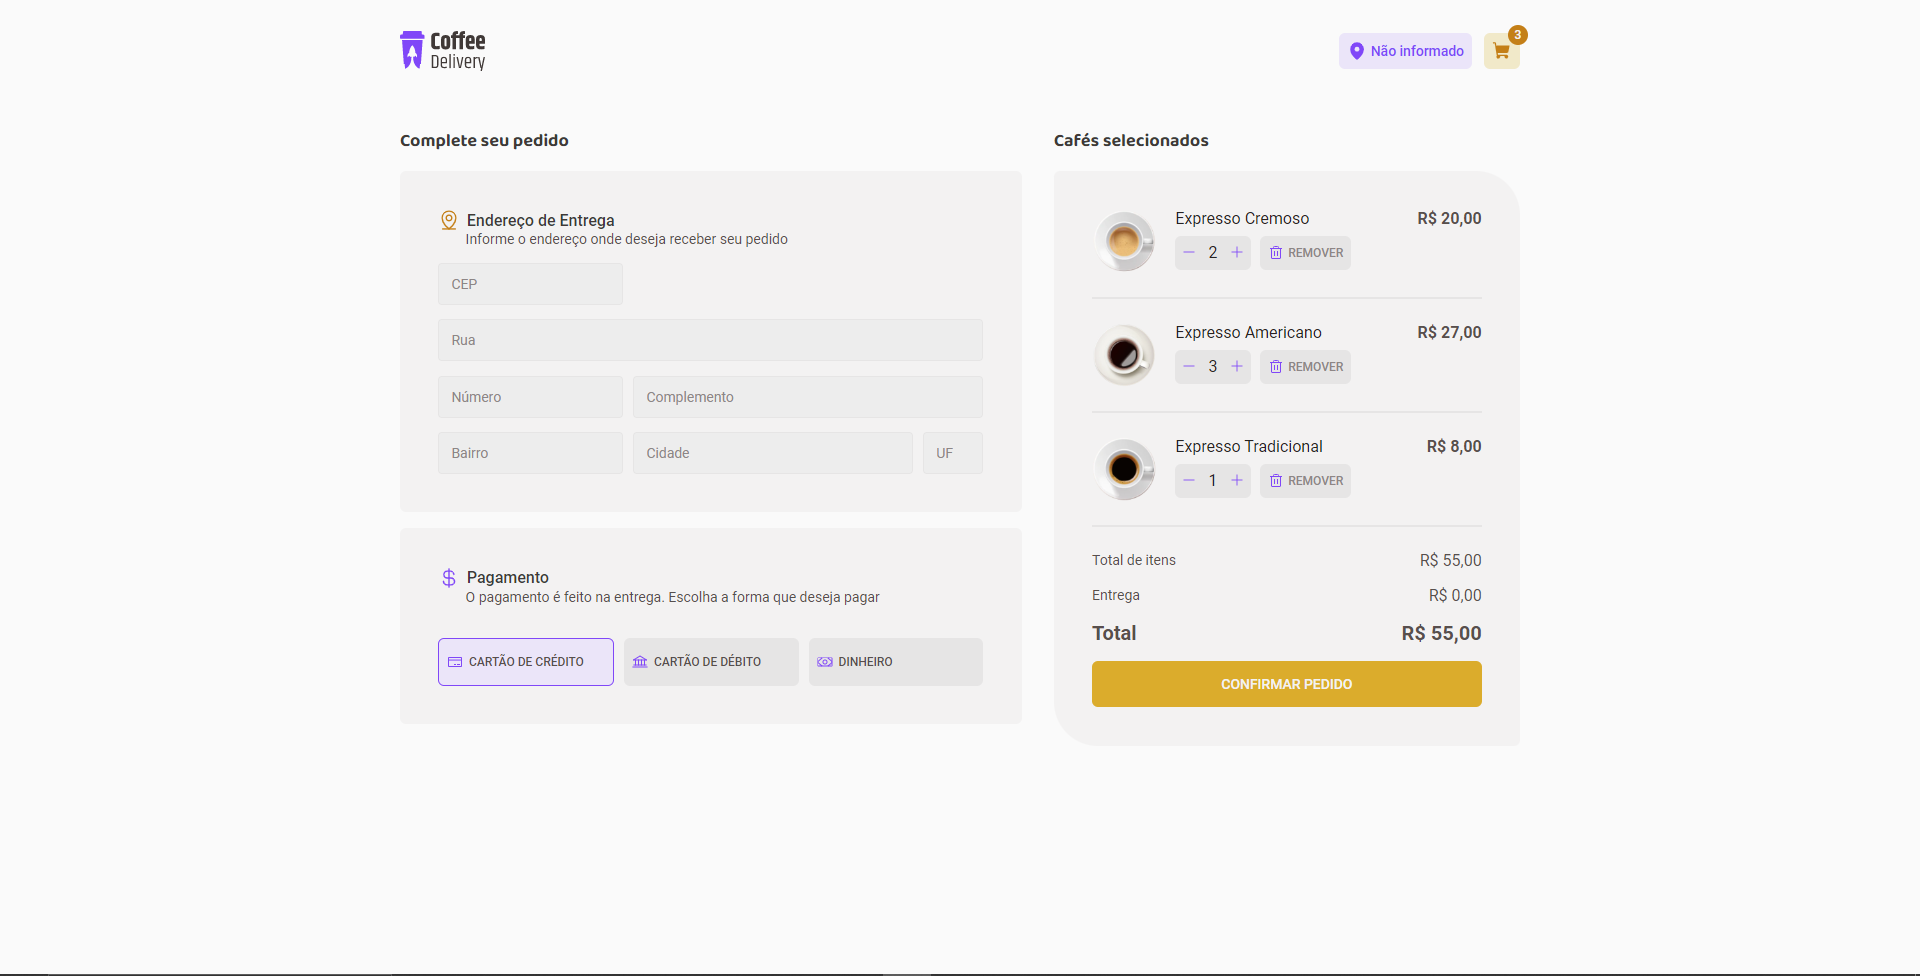 Coffee
Delivery
Não informado
3
Complete seu pedido
Endereço de Entrega
Informe o endereço onde deseja receber seu pedido
CEP
Rua
Número
Complemento
Bairro
Cidade
UF
Pagamento
O pagamento é feito na entrega. Escolha a forma que deseja pagar
CARTÃO DE CRÉDITO
CARTÃO DE DÉBITO
DINHEIRO
Cafés selecionados
Expresso Cremoso
R$ 20,00
2
REMOVER
Expresso Americano
R$ 27,00
3
REMOVER
Expresso Tradicional
R$ 8,00
1
REMOVER
Total de itens
R$ 55,00
Entrega
R$ 0,00
Total
R$ 55,00
CONFIRMAR PEDIDO